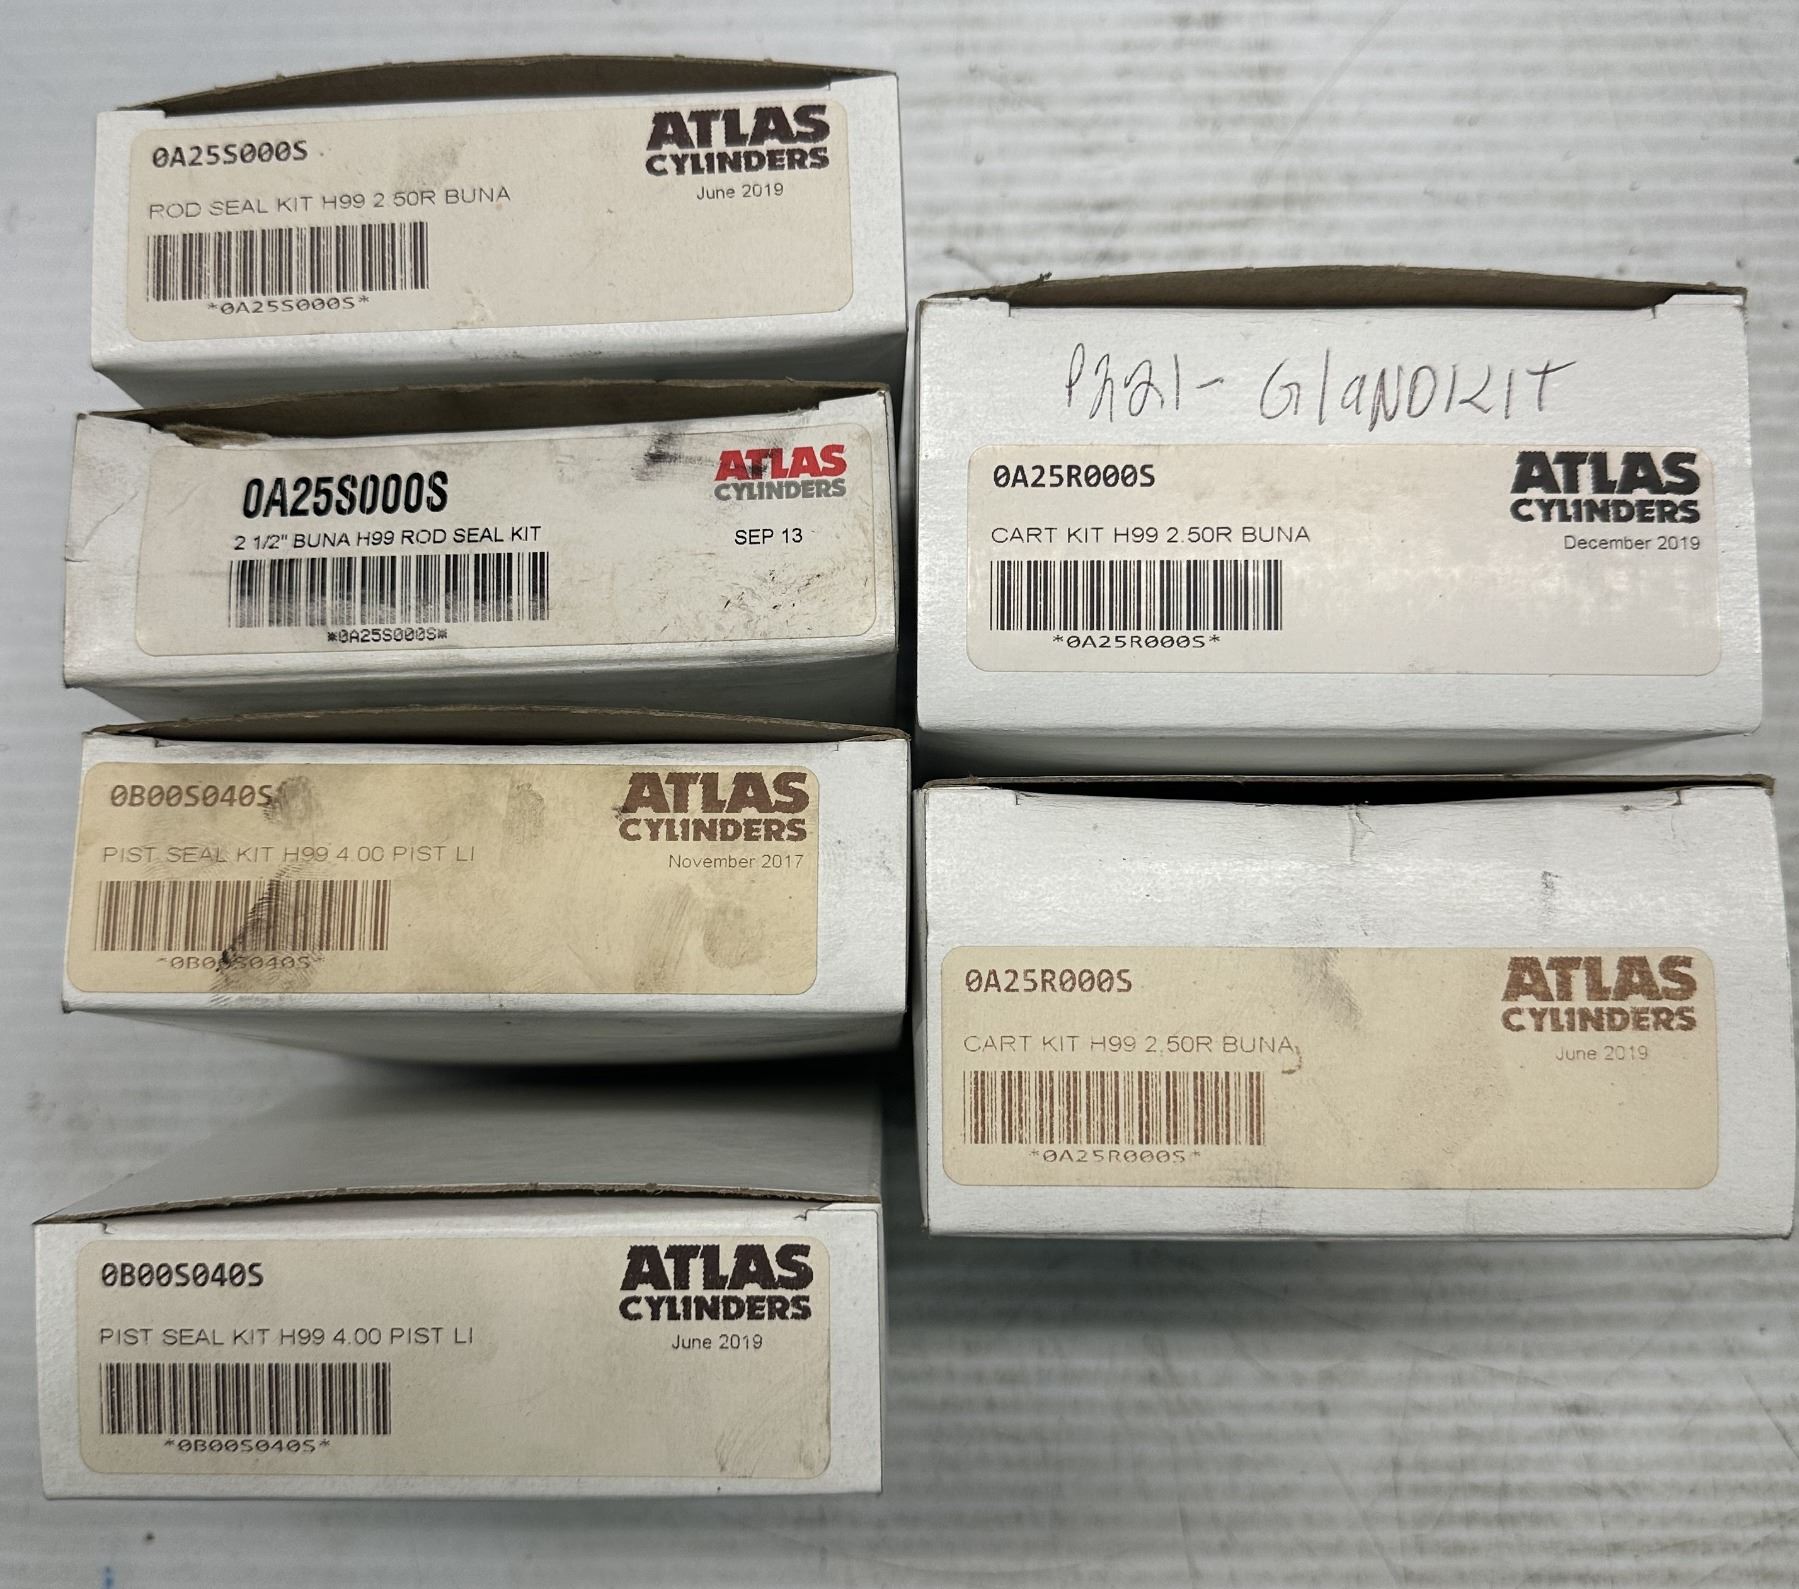 0A25S000S
ATLAS
CYLINDERS
June 2019
ROD SEAL KIT H99 2.50R BUNA
*0A25S000S*
0A25S000S
ATLAS
CYLINDERS
2 1/2" BUNA H99 ROD SEAL KIT
SEP 13
*0A25S000S*
0B00S040S
ATLAS
CYLINDERS
November 2017
PIST SEAL KIT H99 4.00 PIST LI
*0B00S040S*
0B00S040S
ATLAS
CYLINDERS
June 2019
PIST SEAL KIT H99 4.00 PIST LI
*0B00S040S*
P221- GlaNDKIT
0A25R000S
ATLAS
CYLINDERS
December 2019
CART KIT H99 2.50R BUNA
*0A25R000S*
0A25R000S
ATLAS
CYLINDERS
June 2019
CART KIT H99 2.50R BUNA
*0A25R000S*